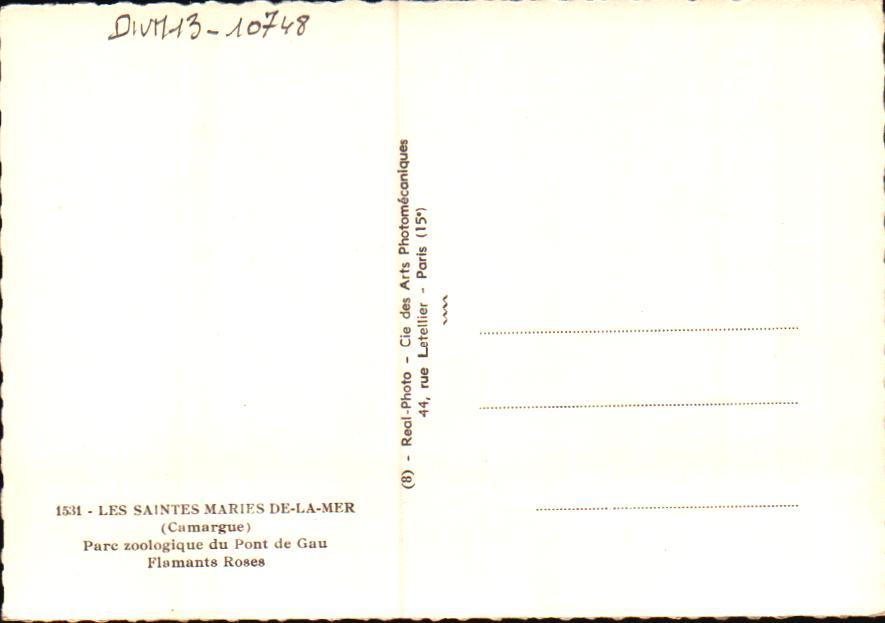 DivM13-10748
(8) - Real-Photo - Cie des Arts Photomécaniques
44, rue Letellier - Paris (15e)
1531 - LES SAINTES MARIES DE-LA-MER
(Camargue)
Parc zoologique du Pont de Gau
Flamants Roses